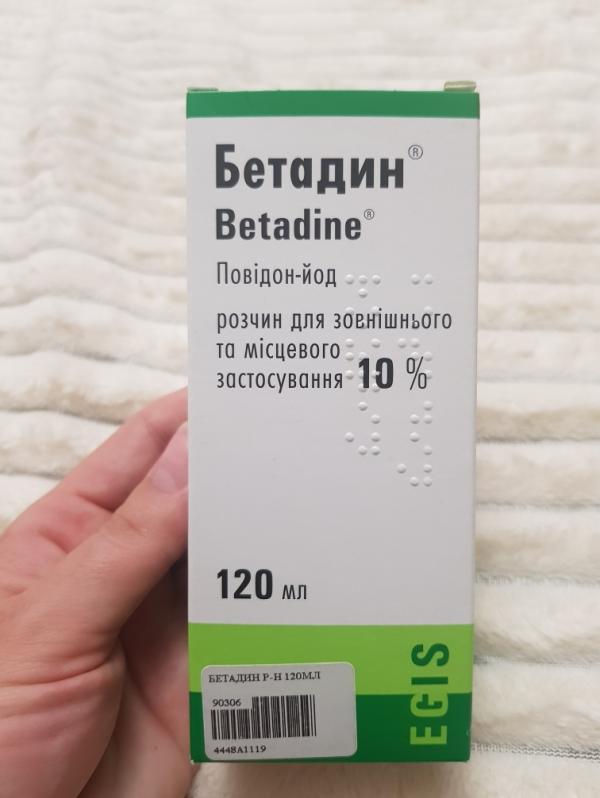 Бетадин®
Betadine®
Повідон-йод
розчин для зовнішнього
та місцевого
застосування 10 %
120 мл
EGIS
БЕТАДИН Р-Н 120МЛ
90306
4448A1119